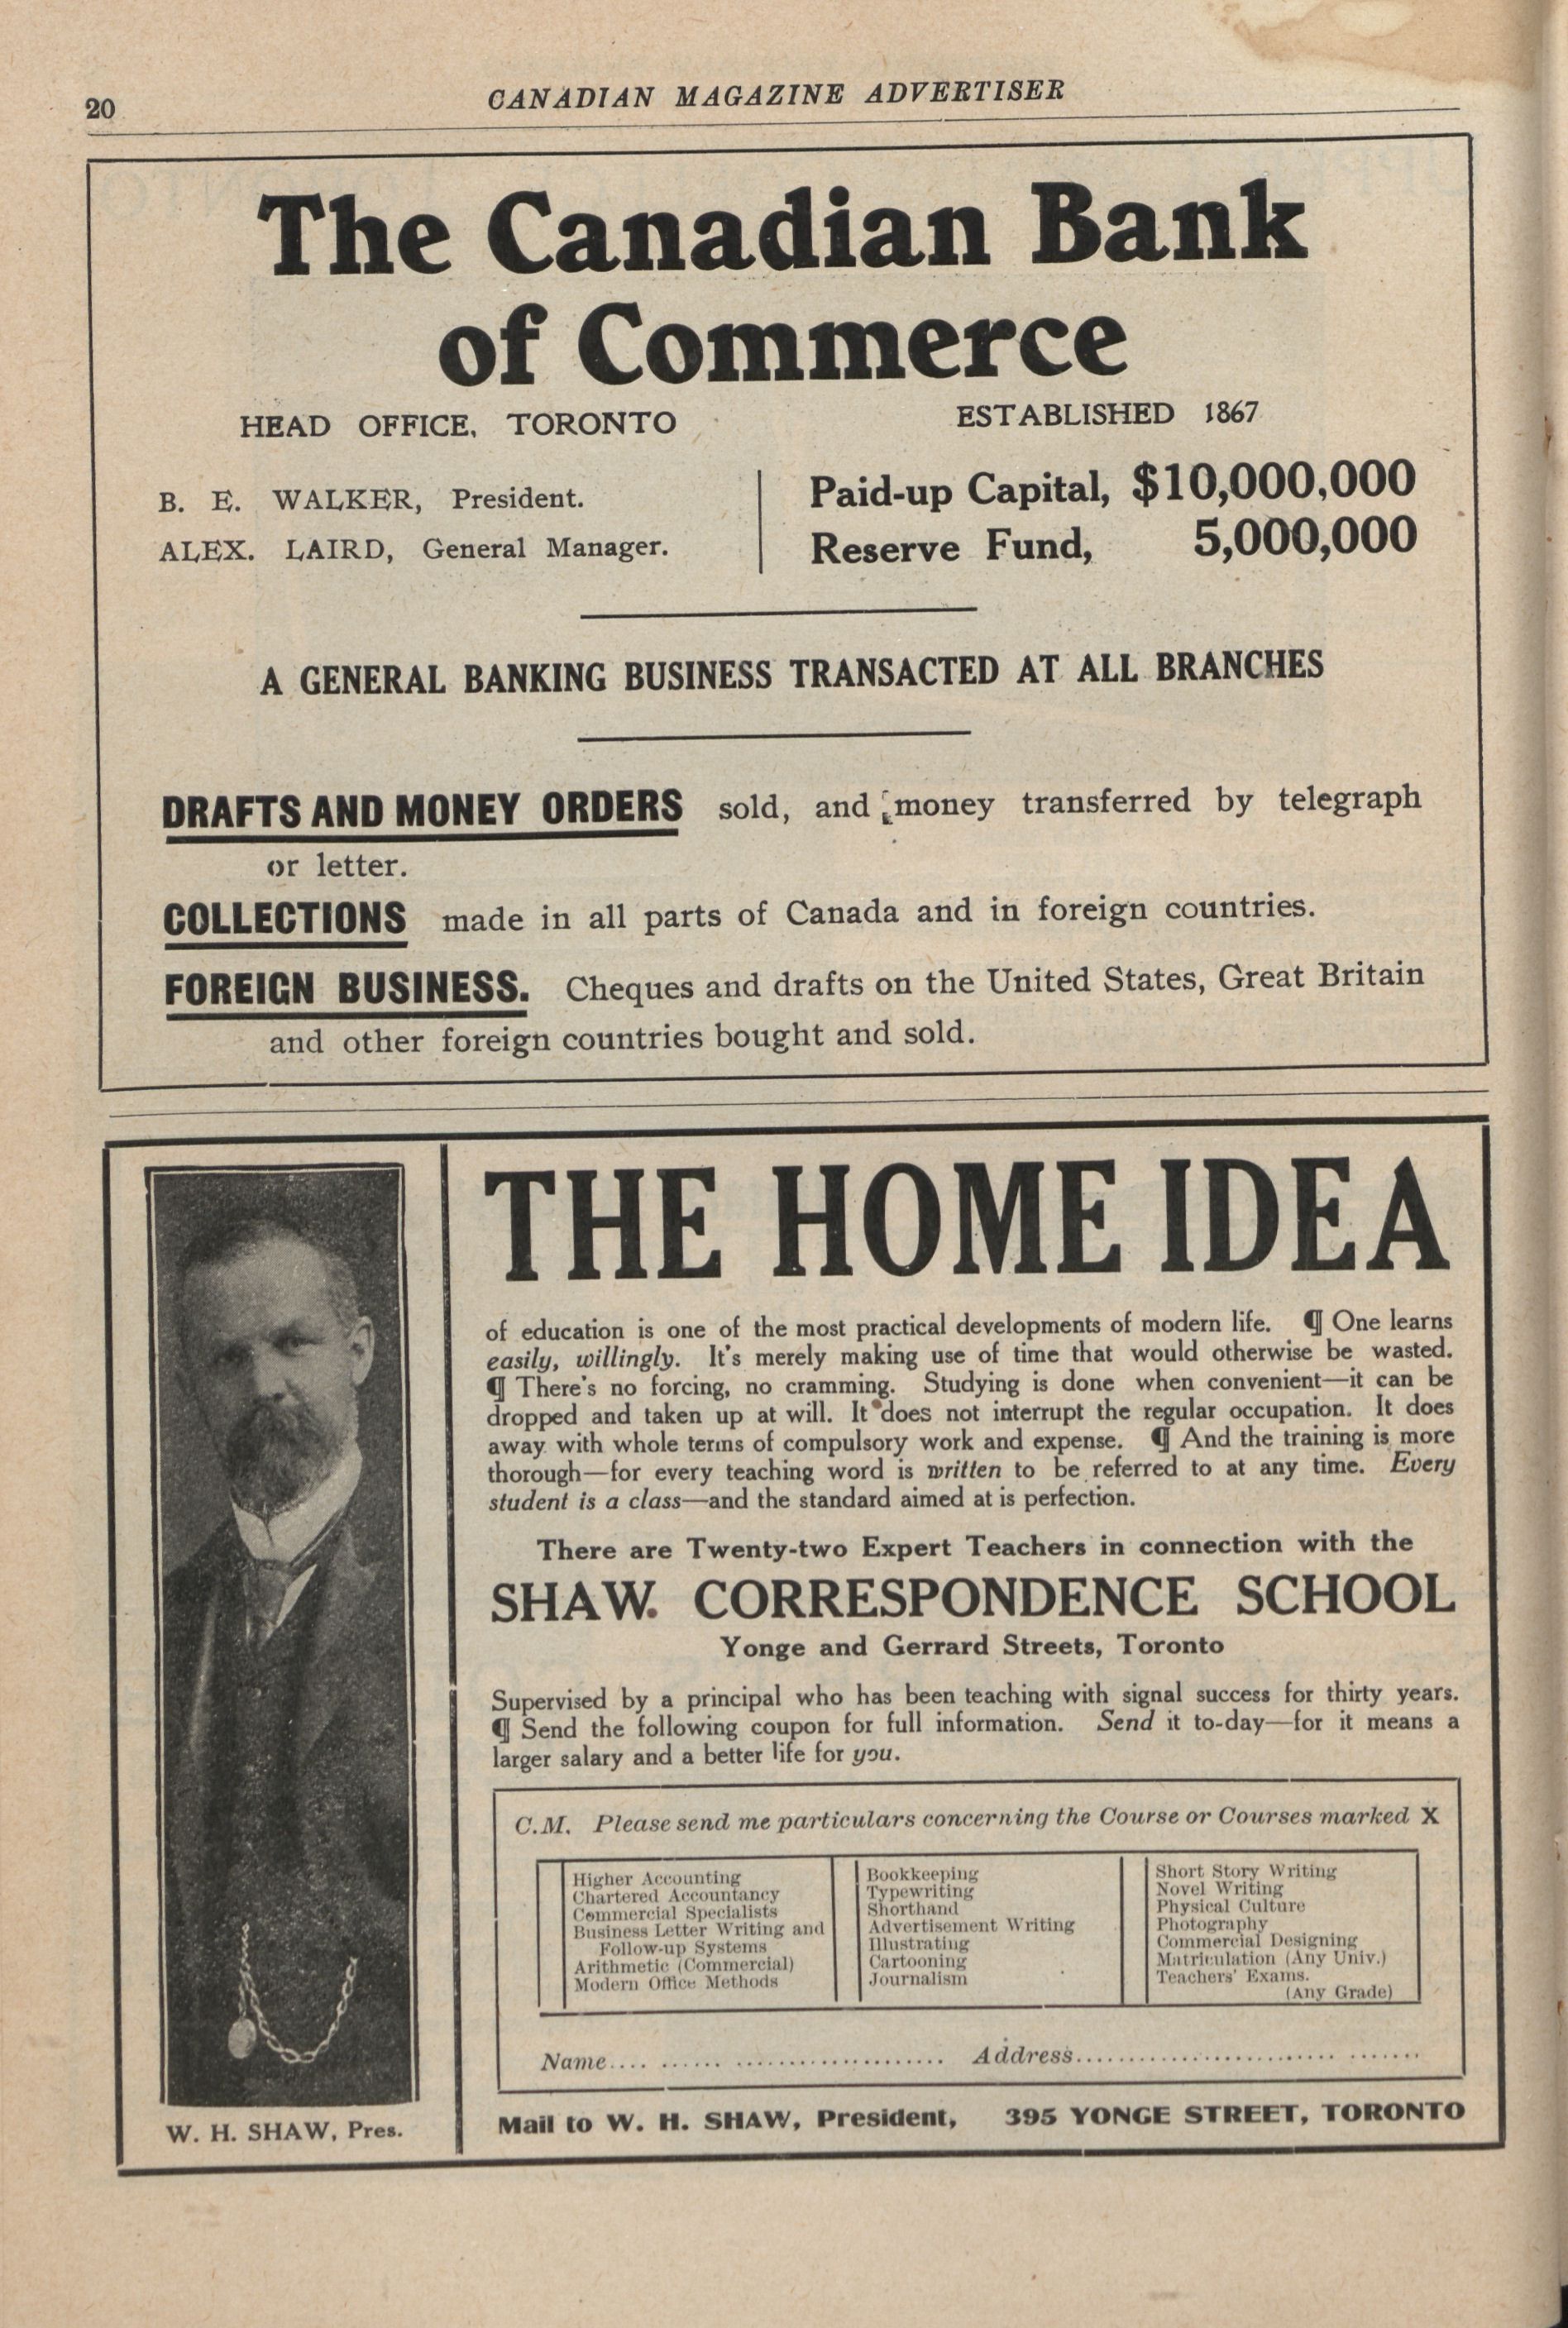 20
CANADIAN MAGAZINE ADVERTISER
The Canadian Bank
of Commerce
HEAD OFFICE, TORONTO
ESTABLISHED 1867
B. E. WALKER, President.
ALEX. LAIRD, General Manager.
Paid-up Capital, $10,000,000
Reserve Fund, 5,000,000
A GENERAL BANKING BUSINESS TRANSACTED AT ALL BRANCHES
DRAFTS AND MONEY ORDERS sold, and money transferred by telegraph
or letter.
COLLECTIONS made in all parts of Canada and in foreign countries.
FOREIGN BUSINESS. Cheques and drafts on the United States, Great Britain
and other foreign countries bought and sold.
W. H. SHAW, Pres.
THE HOME IDEA
of education is one of the most practical developments of modern life. ¶ One learns
easily, willingly. It's merely making use of time that would otherwise be wasted.
¶ There's no forcing, no cramming. Studying is done when convenient—it can be
dropped and taken up at will. It does not interrupt the regular occupation. It does
away with whole terms of compulsory work and expense. ¶ And the training is more
thorough—for every teaching word is written to be referred to at any time. Every
student is a class—and the standard aimed at is perfection.
There are Twenty-two Expert Teachers in connection with the
SHAW. CORRESPONDENCE SCHOOL
Yonge and Gerrard Streets, Toronto
Supervised by a principal who has been teaching with signal success for thirty years.
¶ Send the following coupon for full information. Send it to-day—for it means a
larger salary and a better life for you.
C.M. Please send me particulars concerning the Course or Courses marked X
Higher Accounting
Chartered Accountancy
Commercial Specialists
Business Letter Writing and
Follow-up Systems
Arithmetic (Commercial)
Modern Office Methods
Bookkeeping
Typewriting
Shorthand
Advertisement Writing
Illustrating
Cartooning
Journalism
Short Story Writing
Novel Writing
Physical Culture
Photography
Commercial Designing
Matriculation (Any Univ.)
Teachers' Exams.
(Any Grade)
Name.... ...... ..................... Address.......................... .......
Mail to W. H. SHAW, President, 395 YONGE STREET, TORONTO